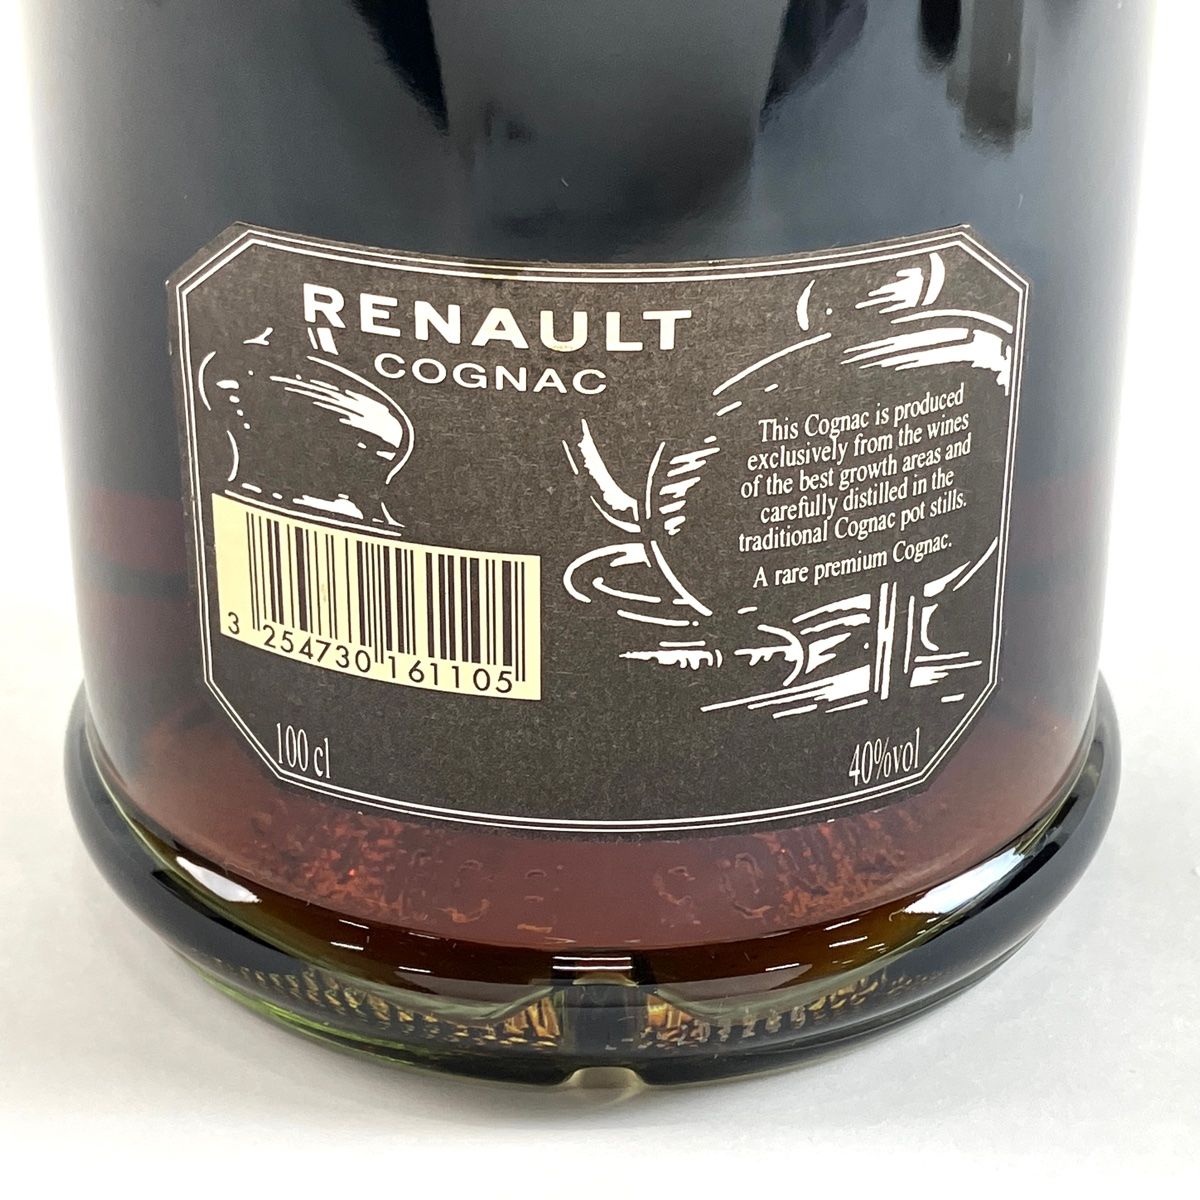 RENAULT
COGNAC
This Cognac is produced
exclusively from the wines
of the best growth areas and
carefully distilled in the
traditional Cognac pot stills.
A rare premium Cognac.
3 254730 161105
100 cl
40%vol